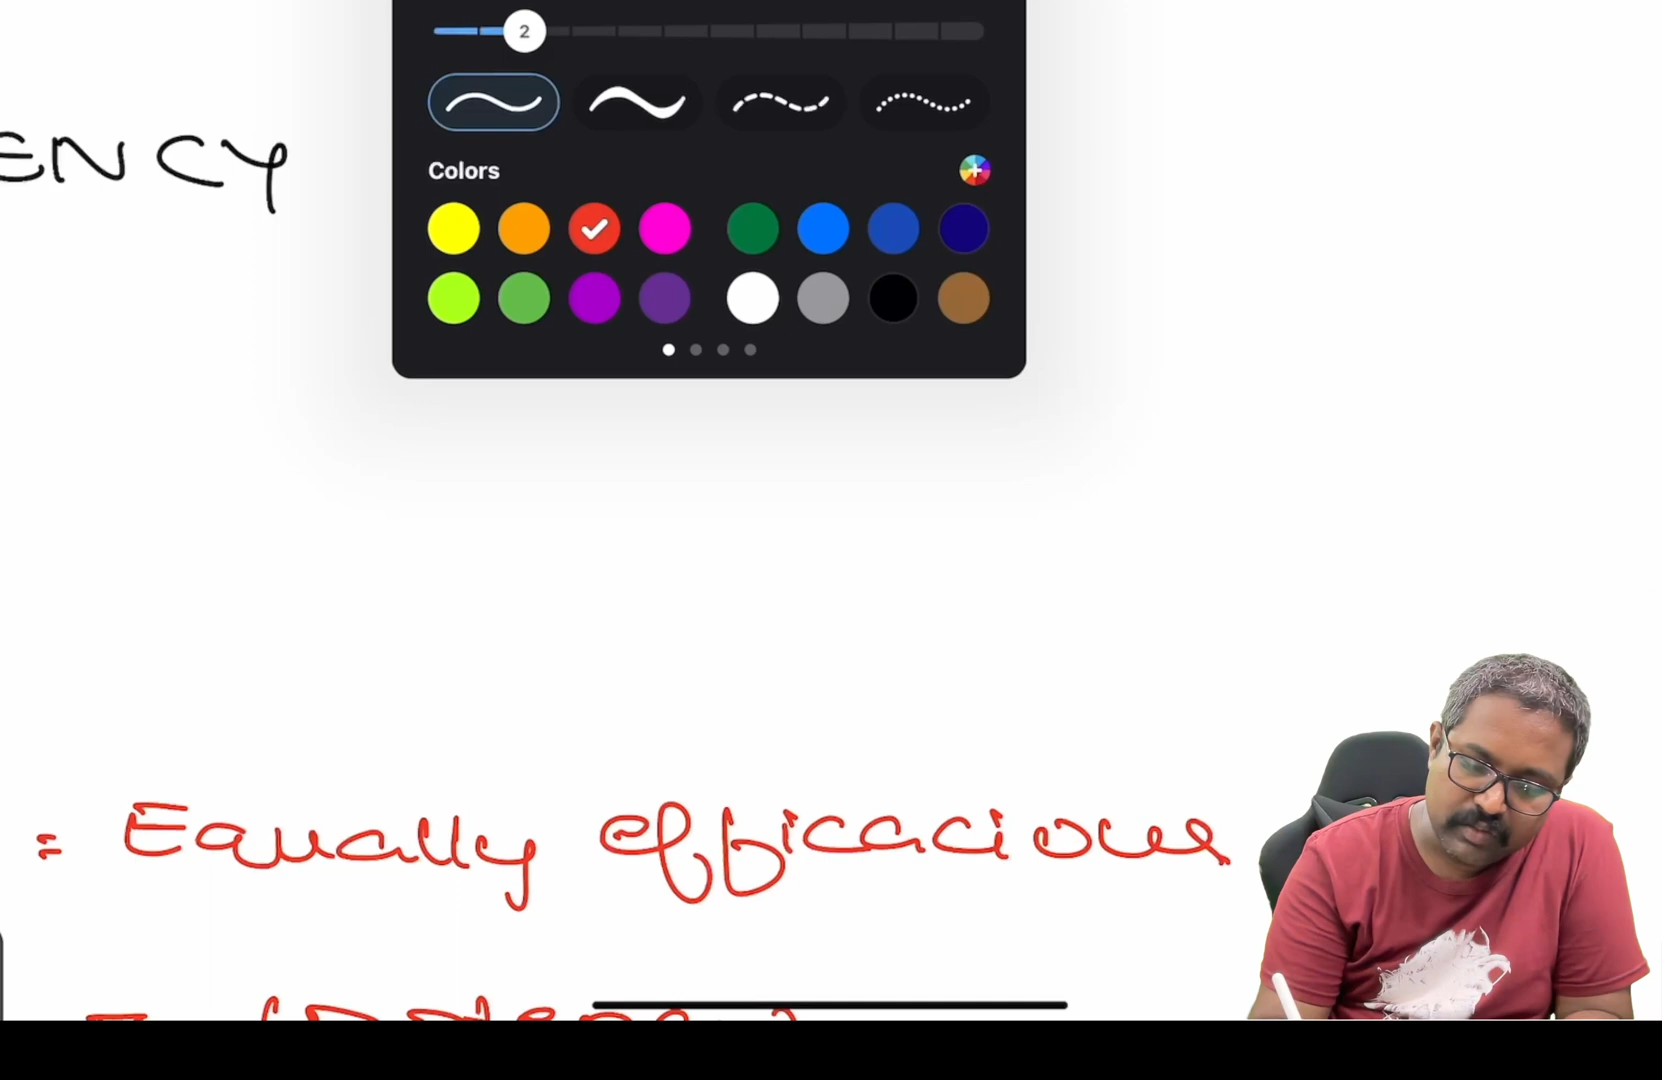 2
ENCY
Colors
= Equally efficacious